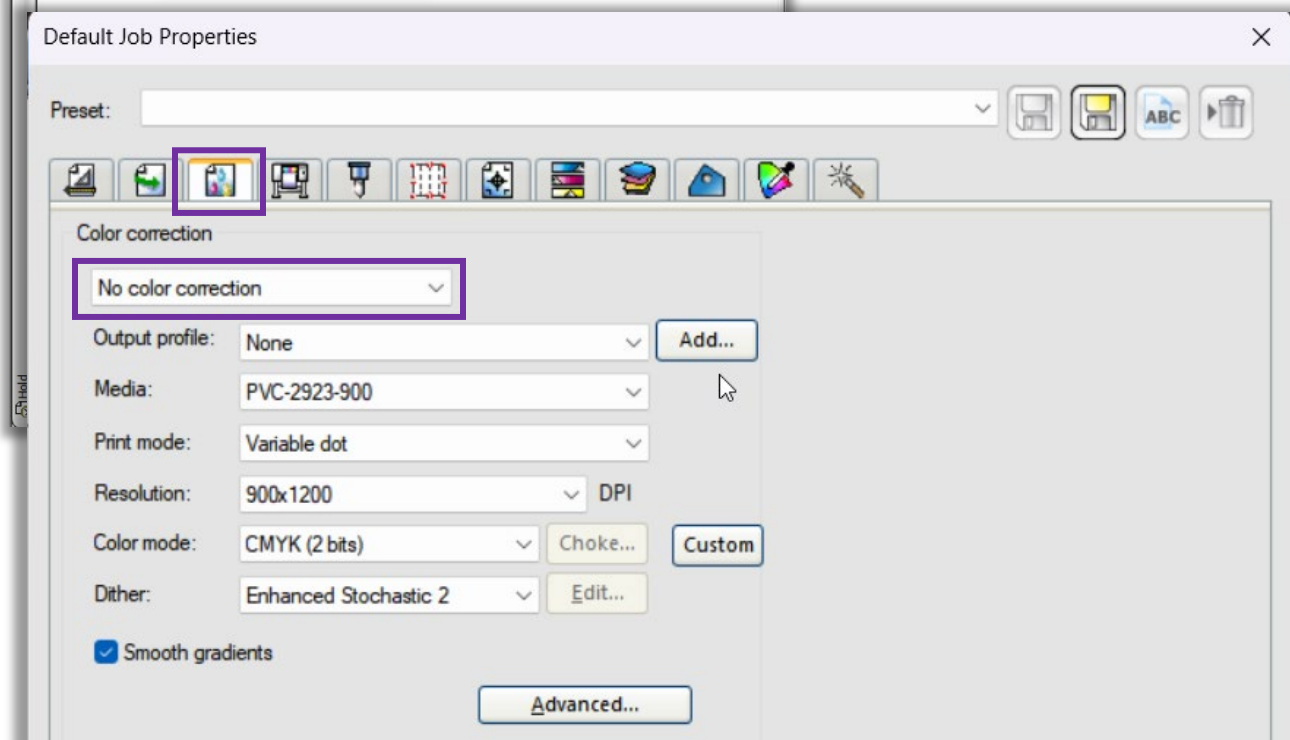 Default Job Properties
Preset:
ABC
Color correction
No color correction
Output profile: None Add...
Media: PVC-2923-900
Print mode: Variable dot
Resolution: 900x1200 DPI
Color mode: CMYK (2 bits) Choke... Custom
Dither: Enhanced Stochastic 2 Edit...
Smooth gradients
Advanced...
Hold